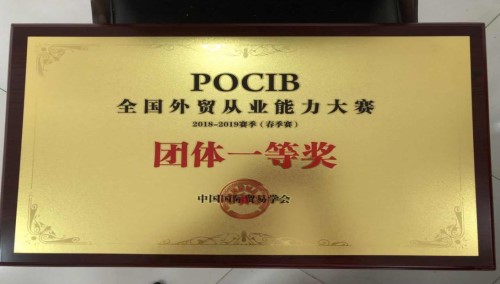 POCIB
全国外贸从业能力大赛
2018~2019赛季（春季赛）
团体一等奖
中国国际贸易学会